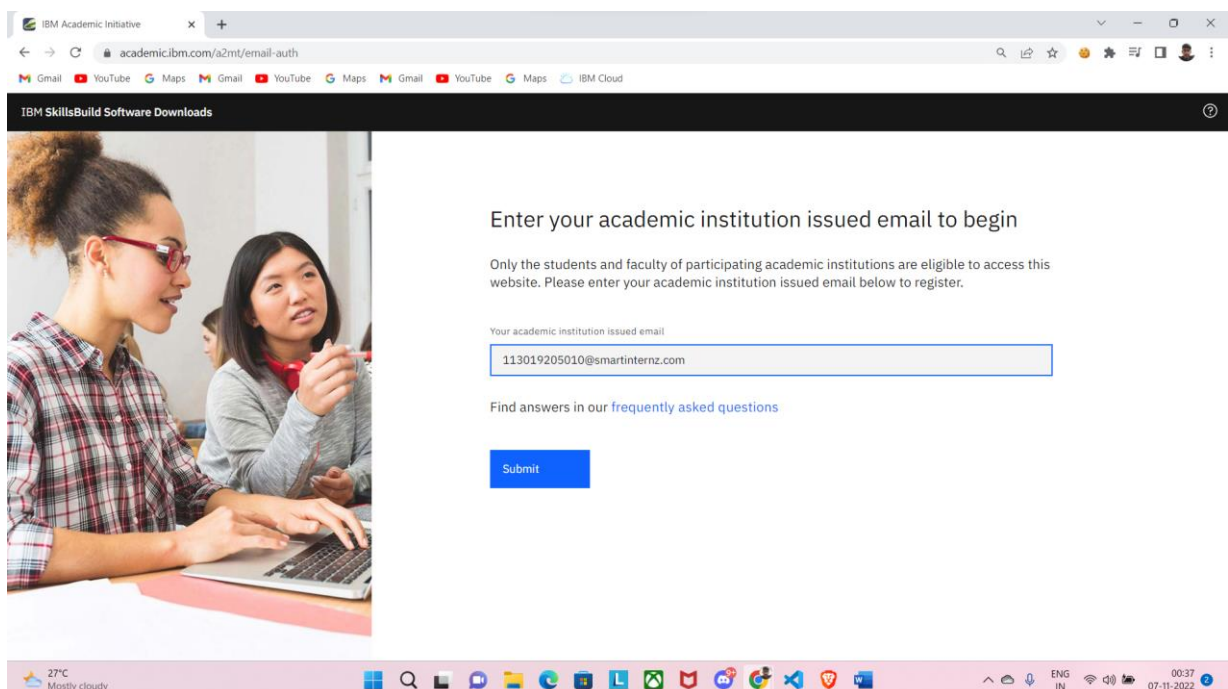 IBM Academic Initiative
academic.ibm.com/a2mt/email-auth
Gmail YouTube Maps Gmail YouTube Maps Gmail YouTube Maps IBM Cloud
IBM SkillsBuild Software Downloads
Enter your academic institution issued email to begin
Only the students and faculty of participating academic institutions are eligible to access this
website. Please enter your academic institution issued email below to register.
Your academic institution issued email
113019205010@smartinternz.com
Find answers in our frequently asked questions
Submit
27°C
Mostly cloudy
ENG
IN
00:37
07-11-2022
2